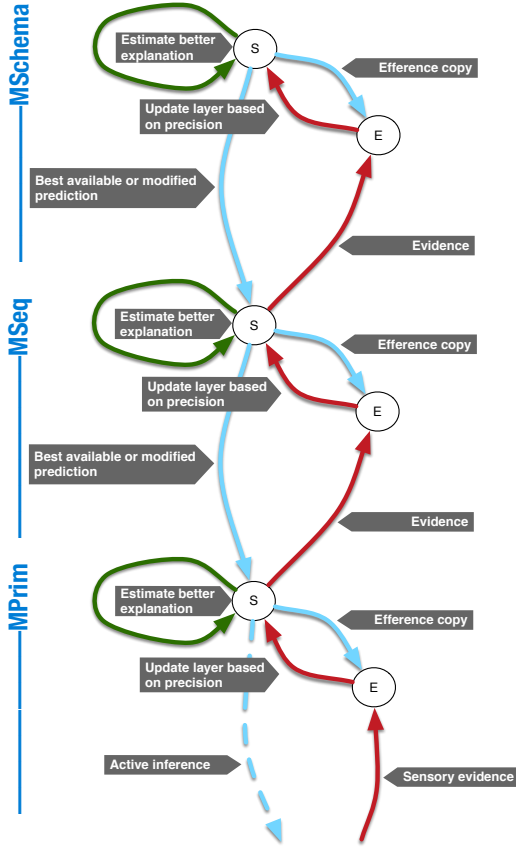 MSchema
Estimate better
explanation
S
Efference copy
Update layer based
on precision
E
Best available or modified
prediction
Evidence
MSeq
Estimate better
explanation
S
Efference copy
Update layer based
on precision
E
Best available or modified
prediction
Evidence
MPrim
Estimate better
explanation
S
Efference copy
Update layer based
on precision
E
Active inference
Sensory evidence